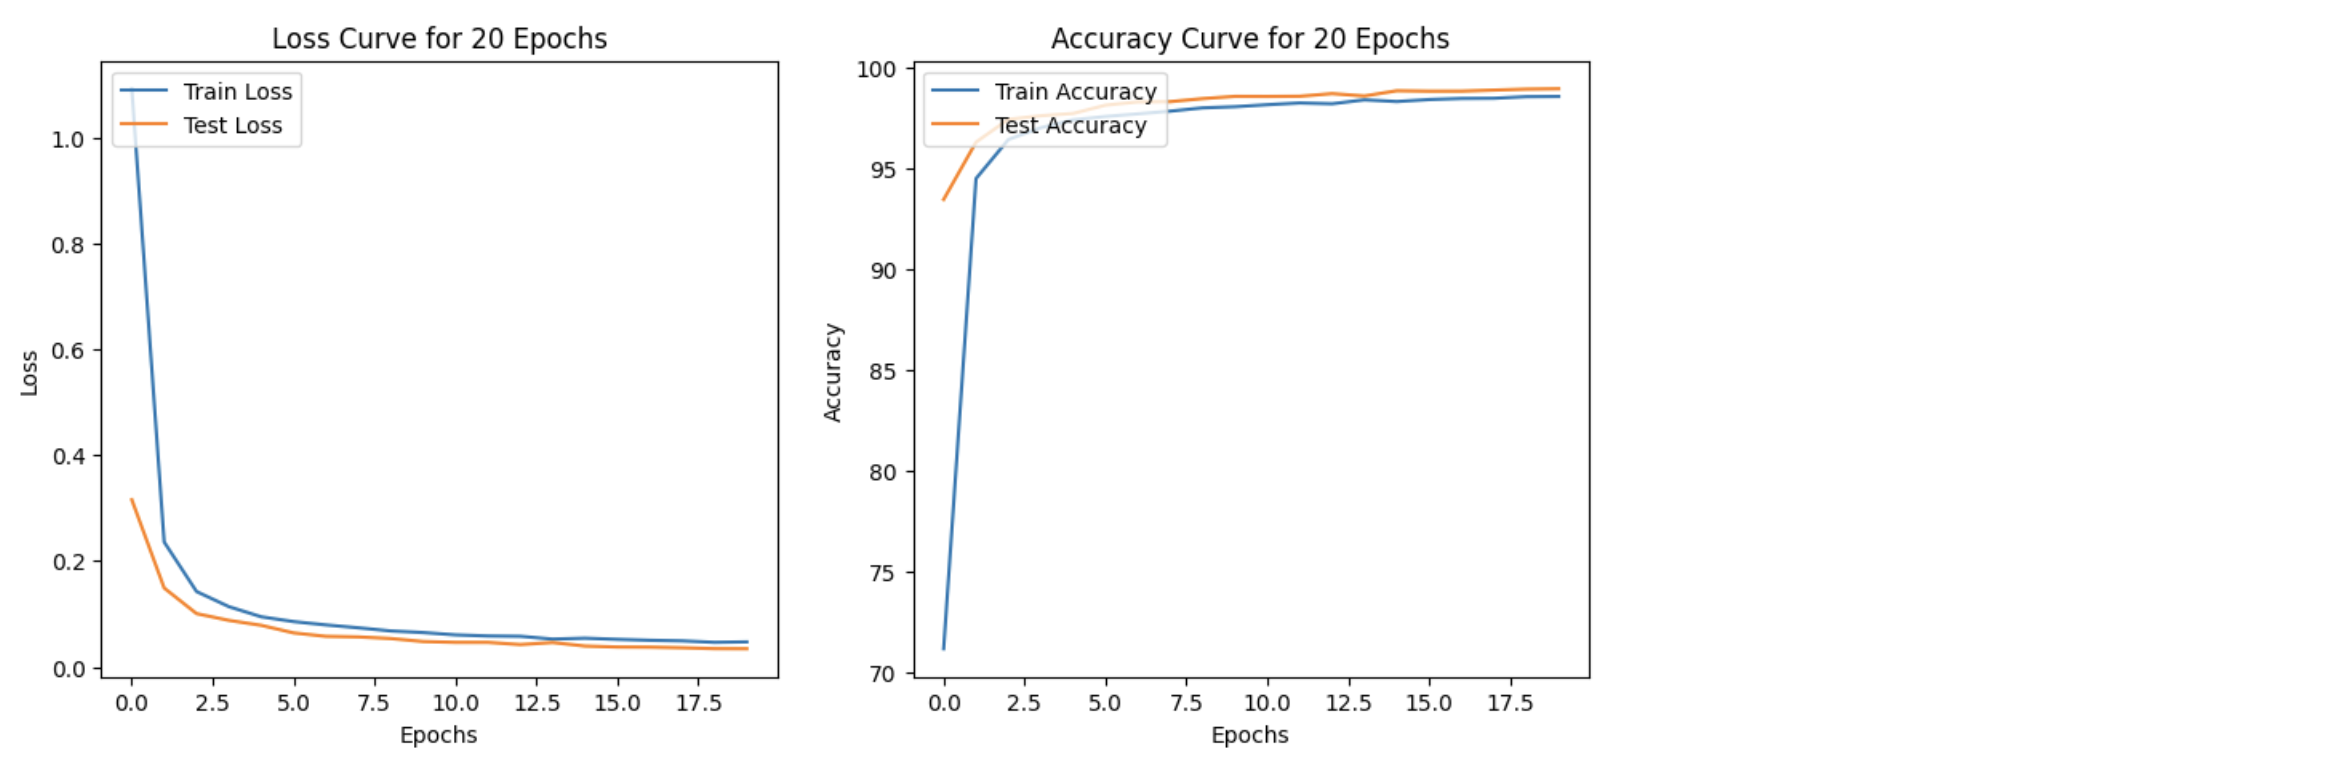 Loss Curve for 20 Epochs
Train Loss
Test Loss
1.0
0.8
0.6
0.4
0.2
0.0
Loss
0.0 2.5 5.0 7.5 10.0 12.5 15.0 17.5
Epochs
Accuracy Curve for 20 Epochs
Train Accuracy
Test Accuracy
100
95
90
85
80
75
70
Accuracy
0.0 2.5 5.0 7.5 10.0 12.5 15.0 17.5
Epochs